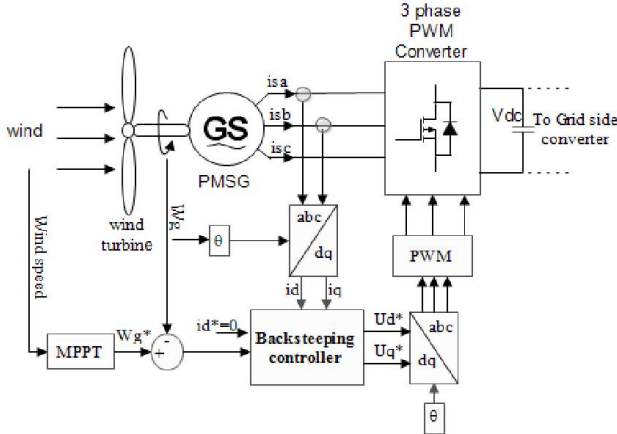 3 phase
PWM
Converter
isa
isb
isc
wind
GS
PMSG
Vdc
To Grid side
converter
wind
turbine
Wg
Wind speed
θ
abc
dq
PWM
id
iq
id*=0
MPPT
Wg*
-
+
Backsteeping
controller
Ud*
Uq*
abc
dq
θ